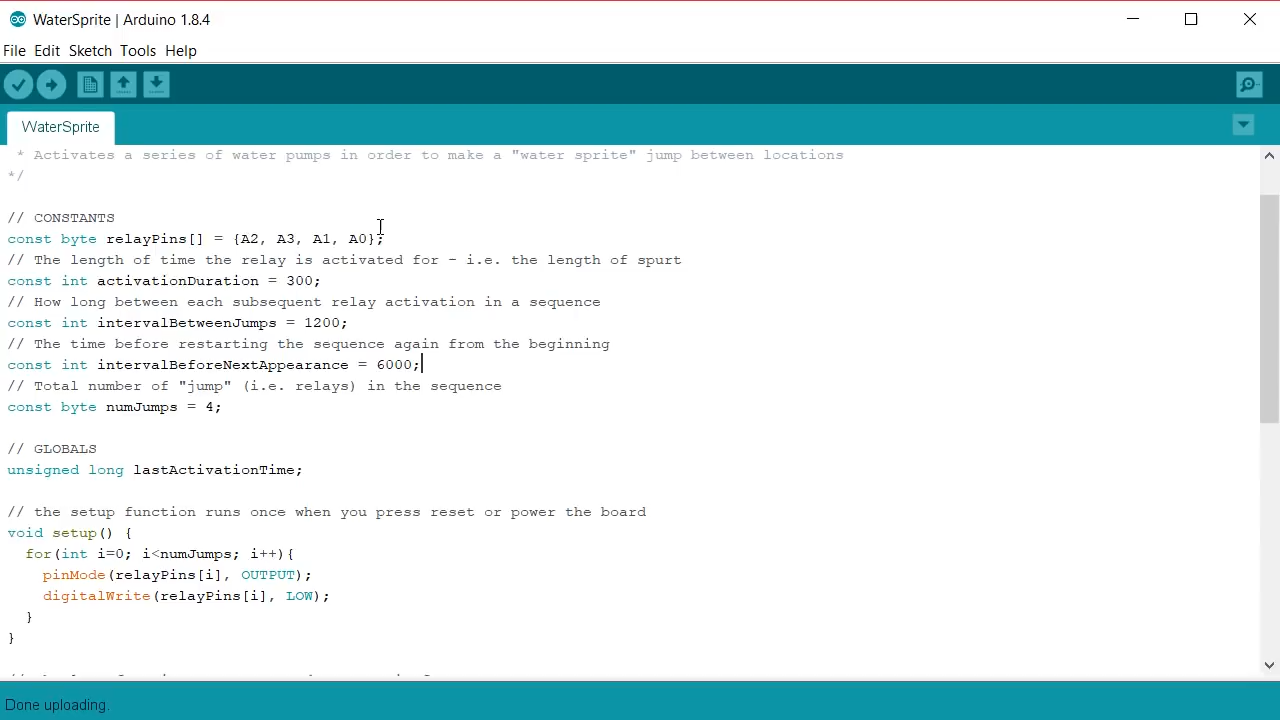 WaterSprite | Arduino 1.8.4
File Edit Sketch Tools Help
WaterSprite
* Activates a series of water pumps in order to make a "water sprite" jump between locations
*/
// CONSTANTS
const byte relayPins[] = {A2, A3, A1, A0};
// The length of time the relay is activated for - i.e. the length of spurt
const int activationDuration = 300;
// How long between each subsequent relay activation in a sequence
const int intervalBetweenJumps = 1200;
// The time before restarting the sequence again from the beginning
const int intervalBeforeNextAppearance = 6000;
// Total number of "jump" (i.e. relays) in the sequence
const byte numJumps = 4;
// GLOBALS
unsigned long lastActivationTime;
// the setup function runs once when you press reset or power the board
void setup() {
for(int i=0; i<numJumps; i++){
pinMode(relayPins[i], OUTPUT);
digitalWrite(relayPins[i], LOW);
}
}
Done uploading.